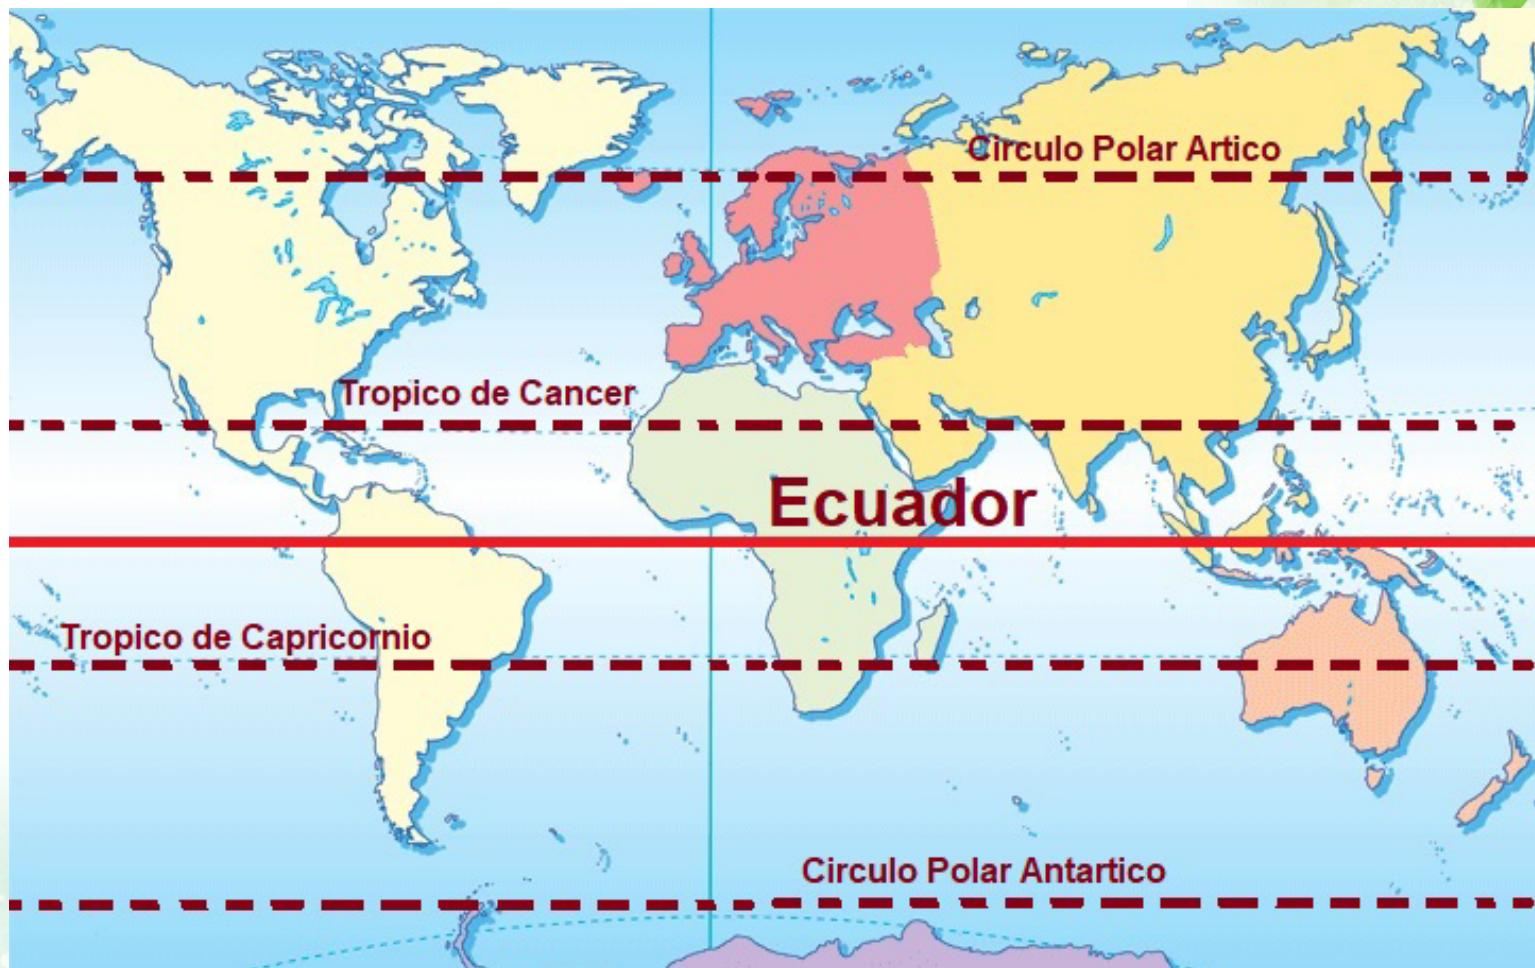 Circulo Polar Artico
Tropico de Cancer
Ecuador
Tropico de Capricornio
Circulo Polar Antartico